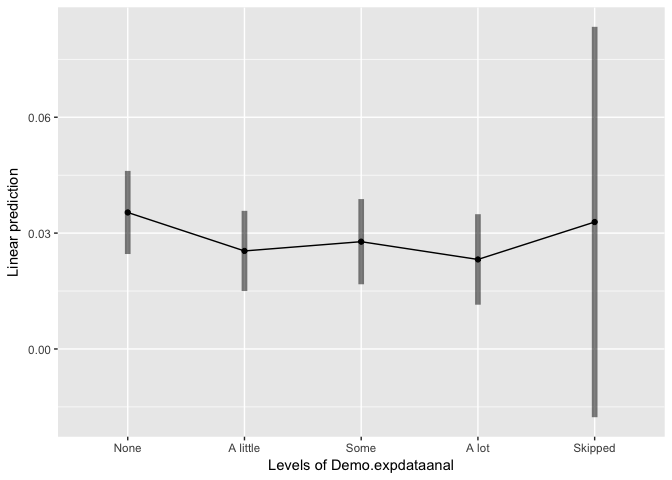 0.06
0.03
0.00
Linear prediction
None A little Some A lot Skipped
Levels of Demo.expdataanal